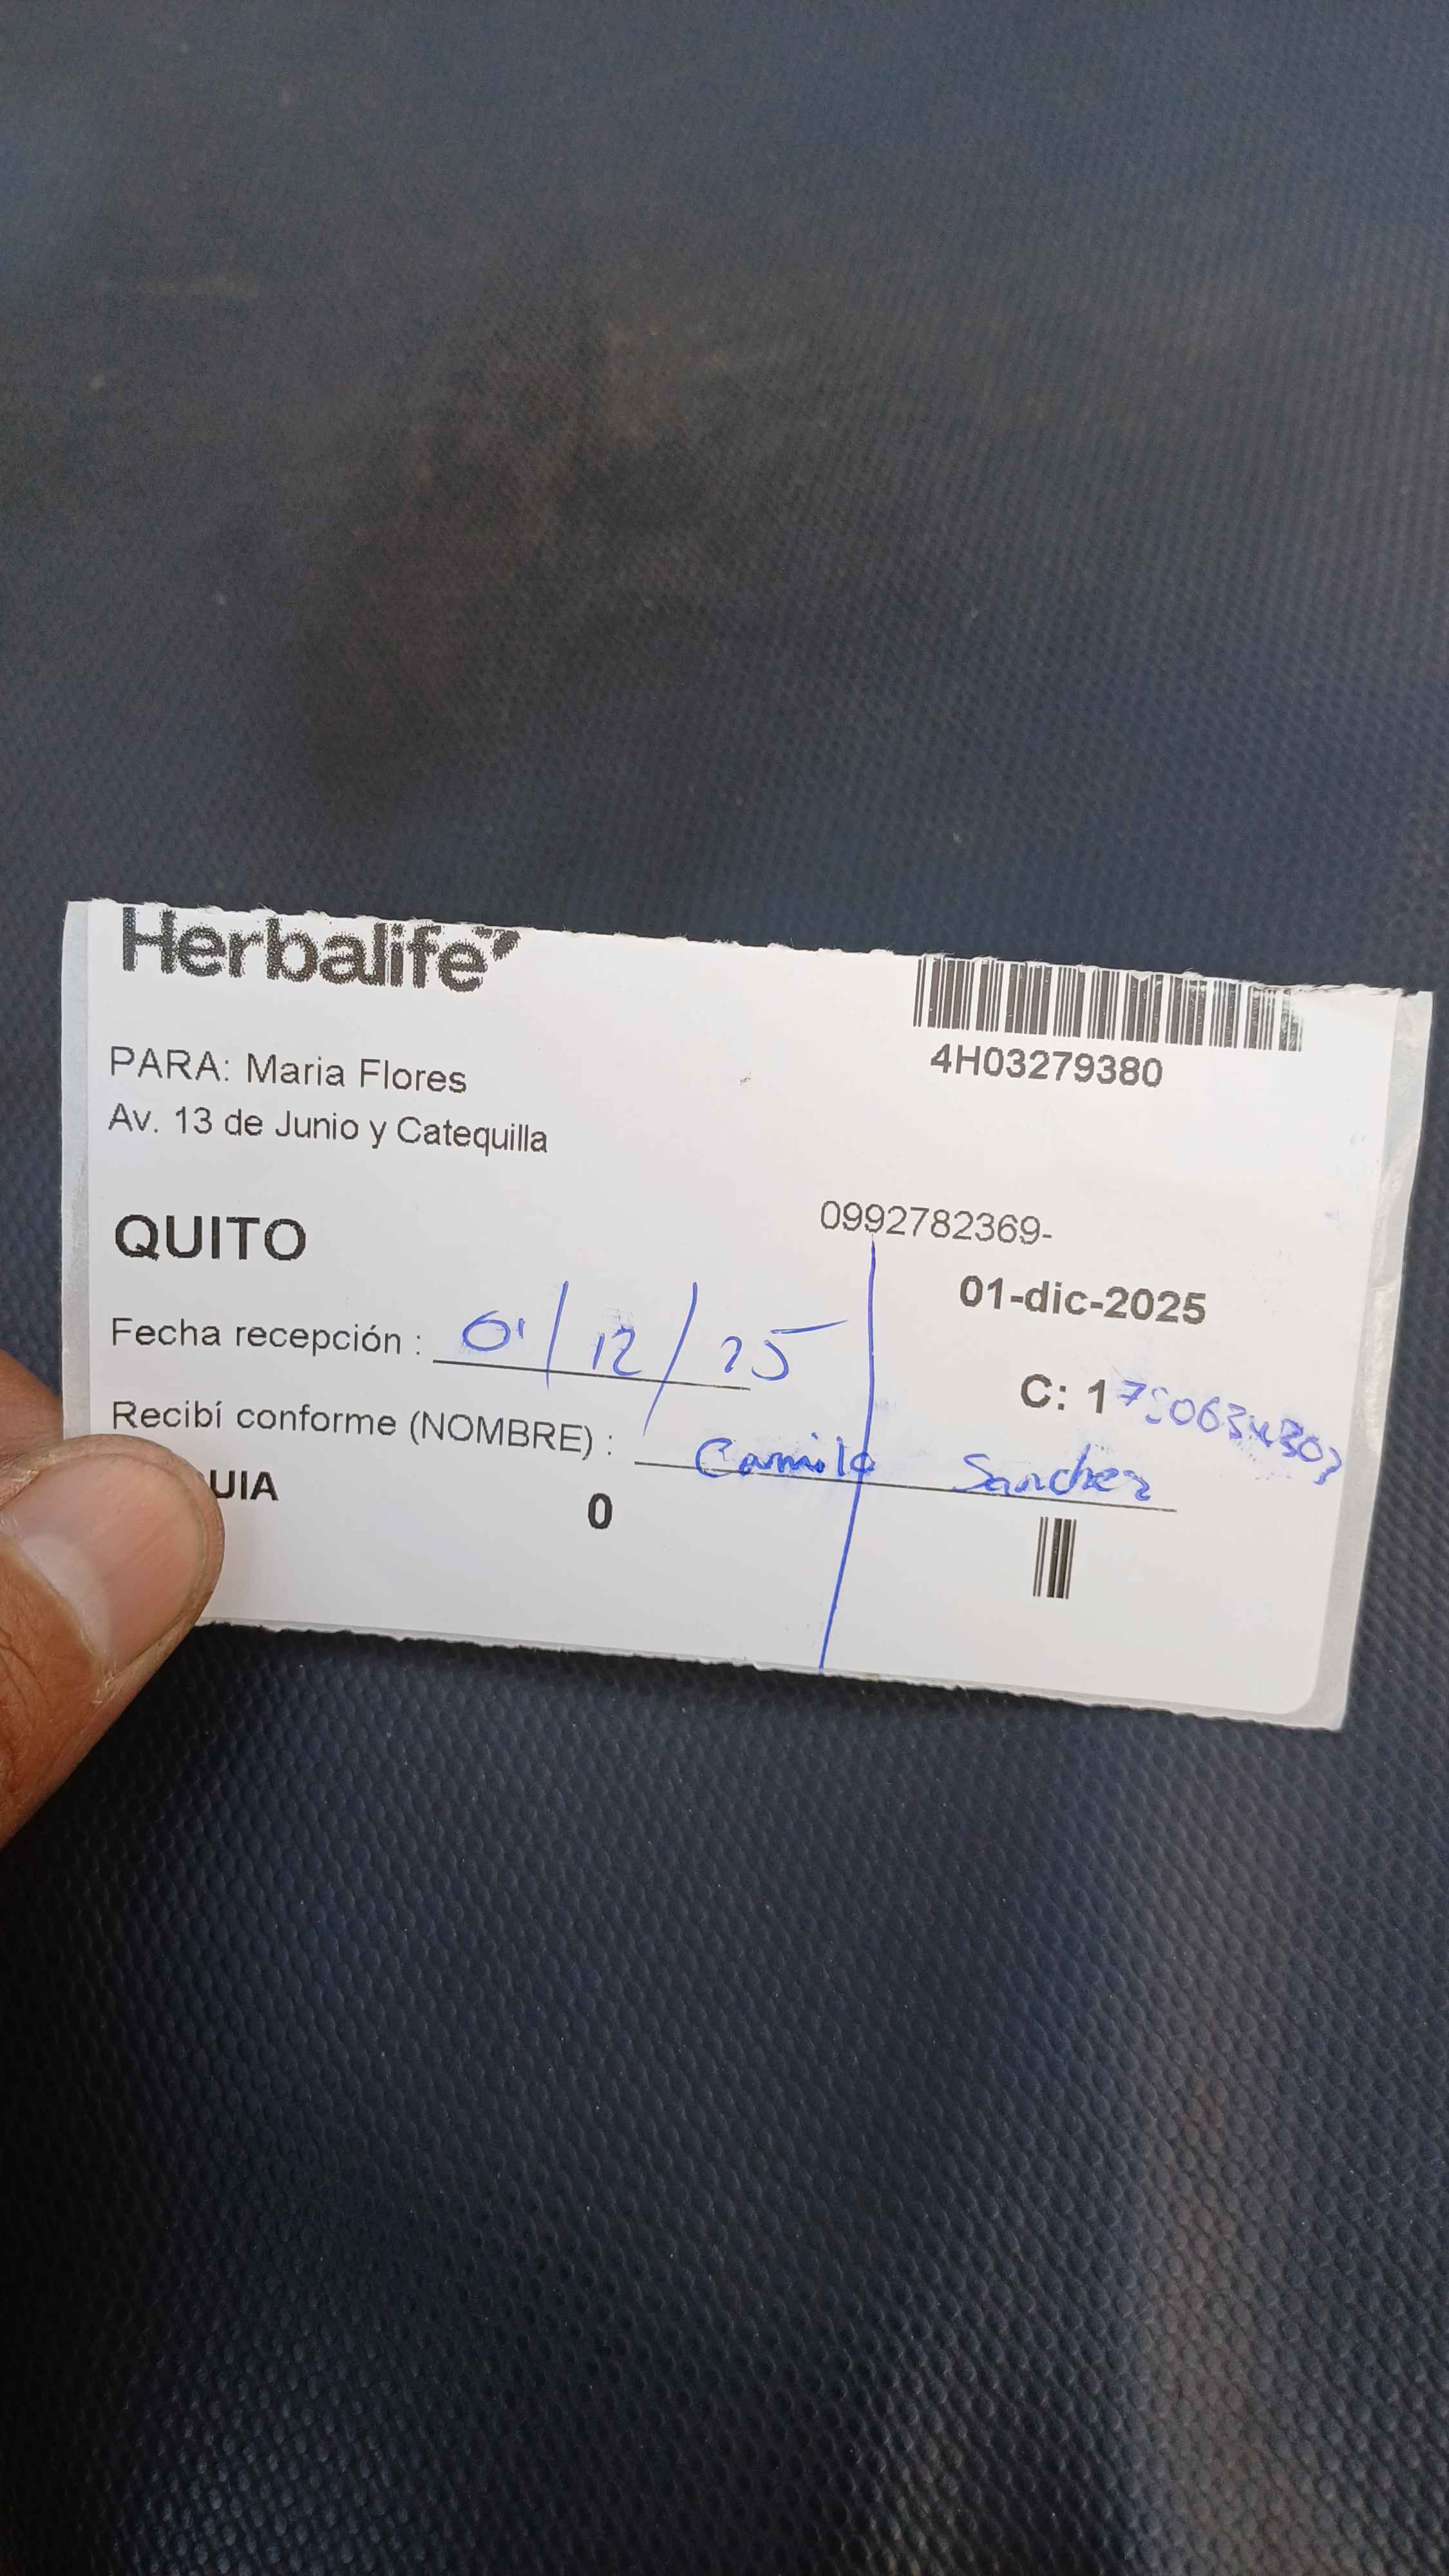 Herbalife
4H03279380
PARA: Maria Flores
Av. 13 de Junio y Catequilla
QUITO
0992782369-
01-dic-2025
Fecha recepción : 01/12/25
C: 1
Recibí conforme (NOMBRE) : Camilo Sanchez
UIA 0